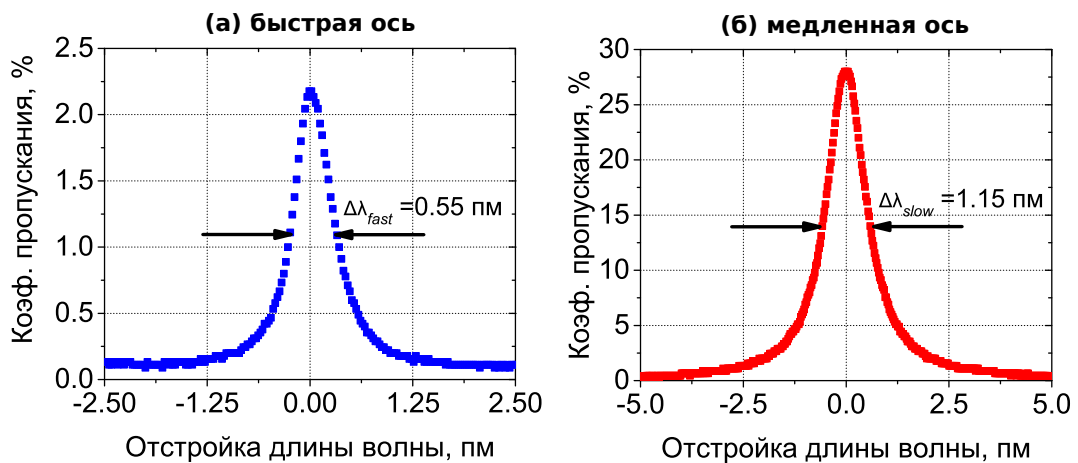 (а) быстрая ось
Коэф. пропускания, %
2.5
2.0
1.5
1.0
0.5
0.0
Δλfast =0.55 пм
-2.50 -1.25 0.00 1.25 2.50
Отстройка длины волны, пм
(б) медленная ось
Коэф. пропускания, %
30
25
20
15
10
5
0
Δλslow =1.15 пм
-5.0 -2.5 0.0 2.5 5.0
Отстройка длины волны, пм